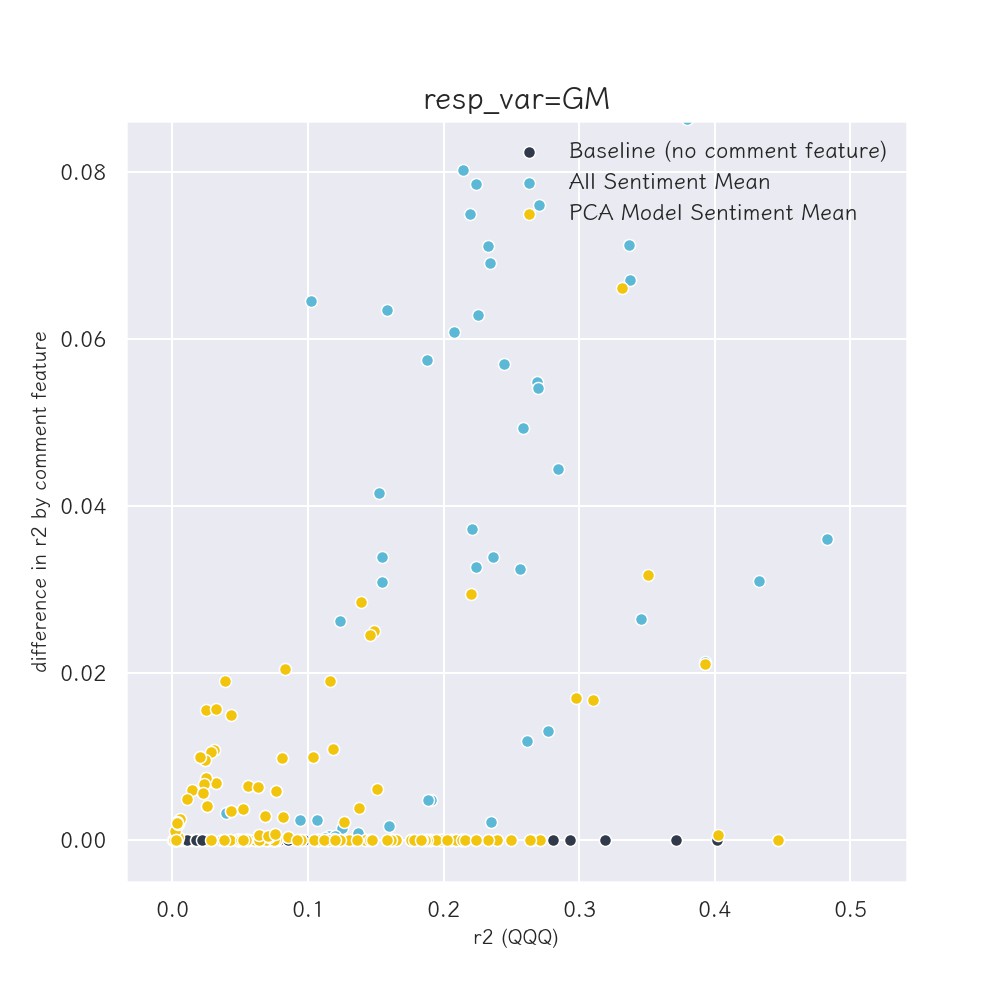 resp_var=GM
Baseline (no comment feature)
All Sentiment Mean
PCA Model Sentiment Mean
difference in r2 by comment feature
0.08
0.06
0.04
0.02
0.00
0.0 0.1 0.2 0.3 0.4 0.5
r2 (QQQ)